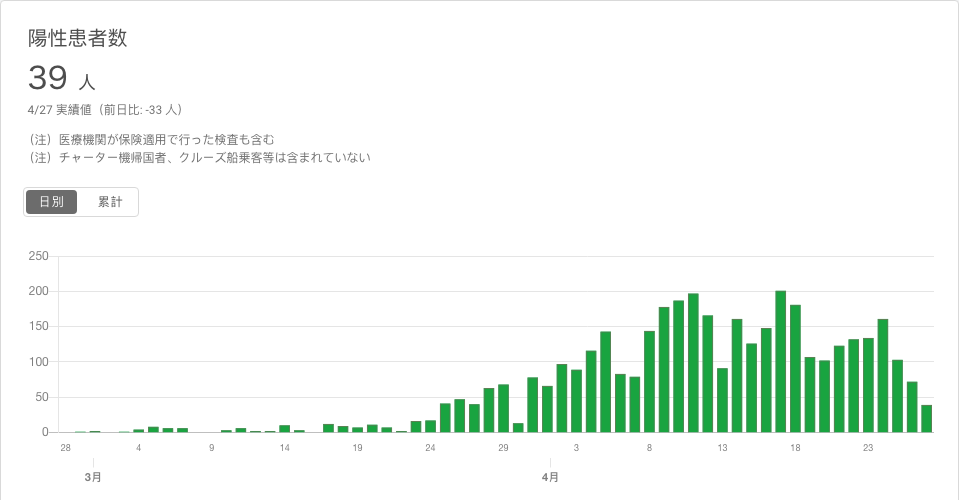 陽性患者数
39 人
4/27 実績値（前日比: -33 人）
（注）医療機関が保険適用で行った検査も含む
（注）チャーター機帰国者、クルーズ船乗客等は含まれていない
日別 累計
250
200
150
100
50
0
28 4 9 14 19 24 29 3 8 13 18 23
3月 4月